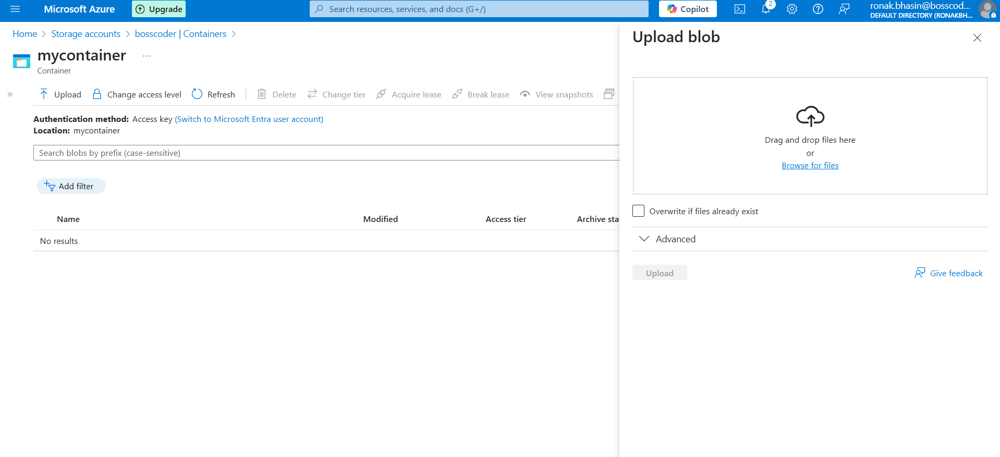 Microsoft Azure
Upgrade
Search resources, services, and docs (G+/)
Copilot
2
ronak.bhasin@bosscod...
DEFAULT DIRECTORY (RONAKBH...
Home > Storage accounts > bosscoder | Containers >
mycontainer ...
Container
Upload
Change access level
Refresh
Delete
Change tier
Acquire lease
Break lease
View snapshots
Authentication method: Access key (Switch to Microsoft Entra user account)
Location: mycontainer
Search blobs by prefix (case-sensitive)
Add filter
Name Modified Access tier Archive sta
No results
Upload blob
Drag and drop files here
or
Browse for files
Overwrite if files already exist
Advanced
Upload
Give feedback